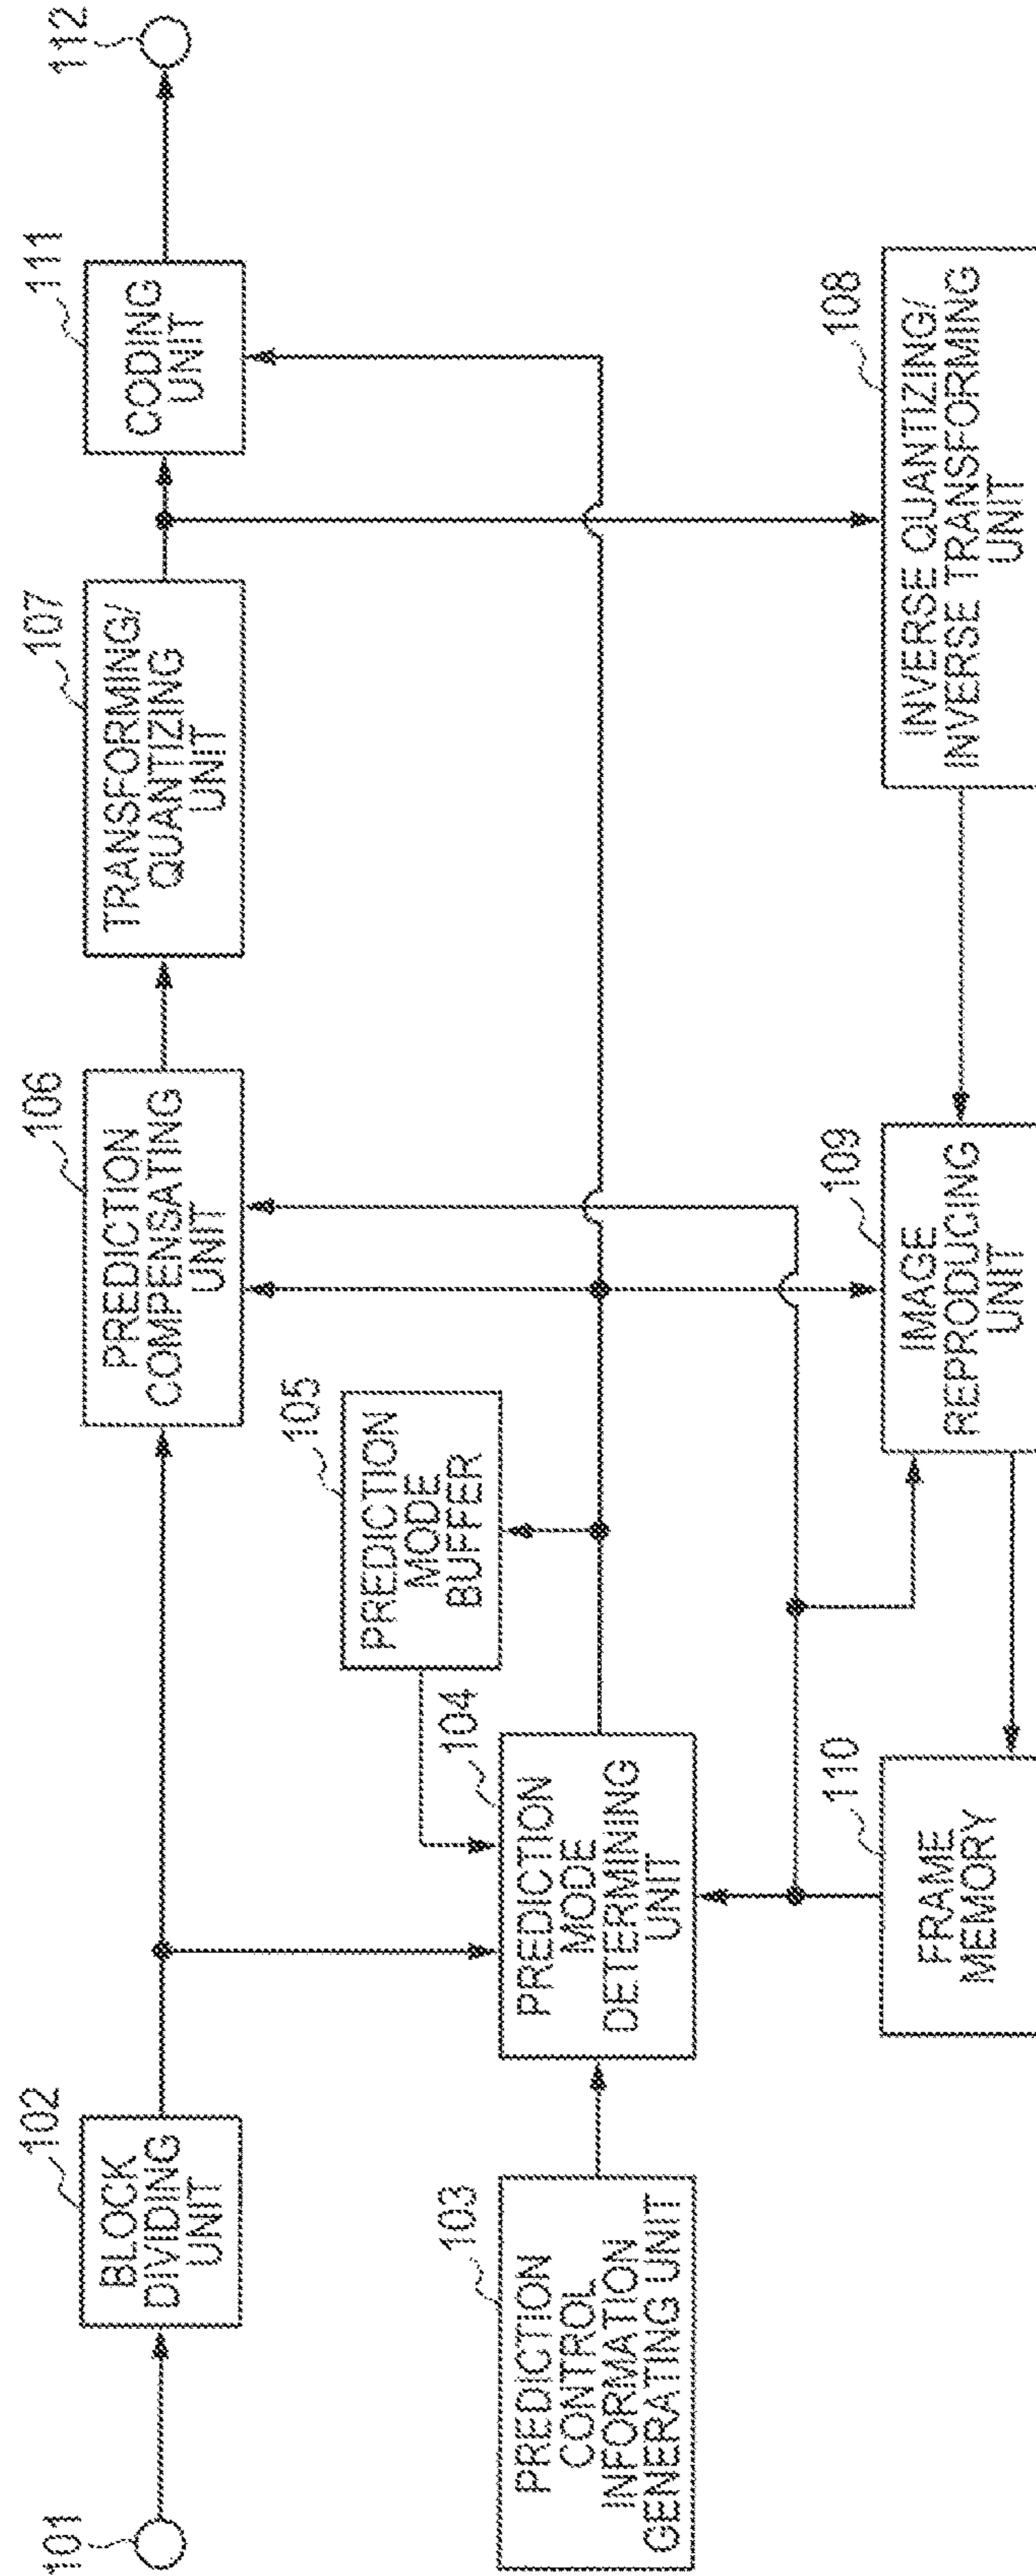 101
102
BLOCK
DIVIDING
UNIT
106
PREDICTION
COMPENSATING
UNIT
107
TRANSFORMING/
QUANTIZING
UNIT
111
CODING
UNIT
112
105
PREDICTION
MODE
BUFFER
103
PREDICTION
CONTROL
INFORMATION
GENERATING UNIT
104
PREDICTION
MODE
DETERMINING
UNIT
110
FRAME
MEMORY
109
IMAGE
REPRODUCING
UNIT
108
INVERSE QUANTIZING/
INVERSE TRANSFORMING
UNIT